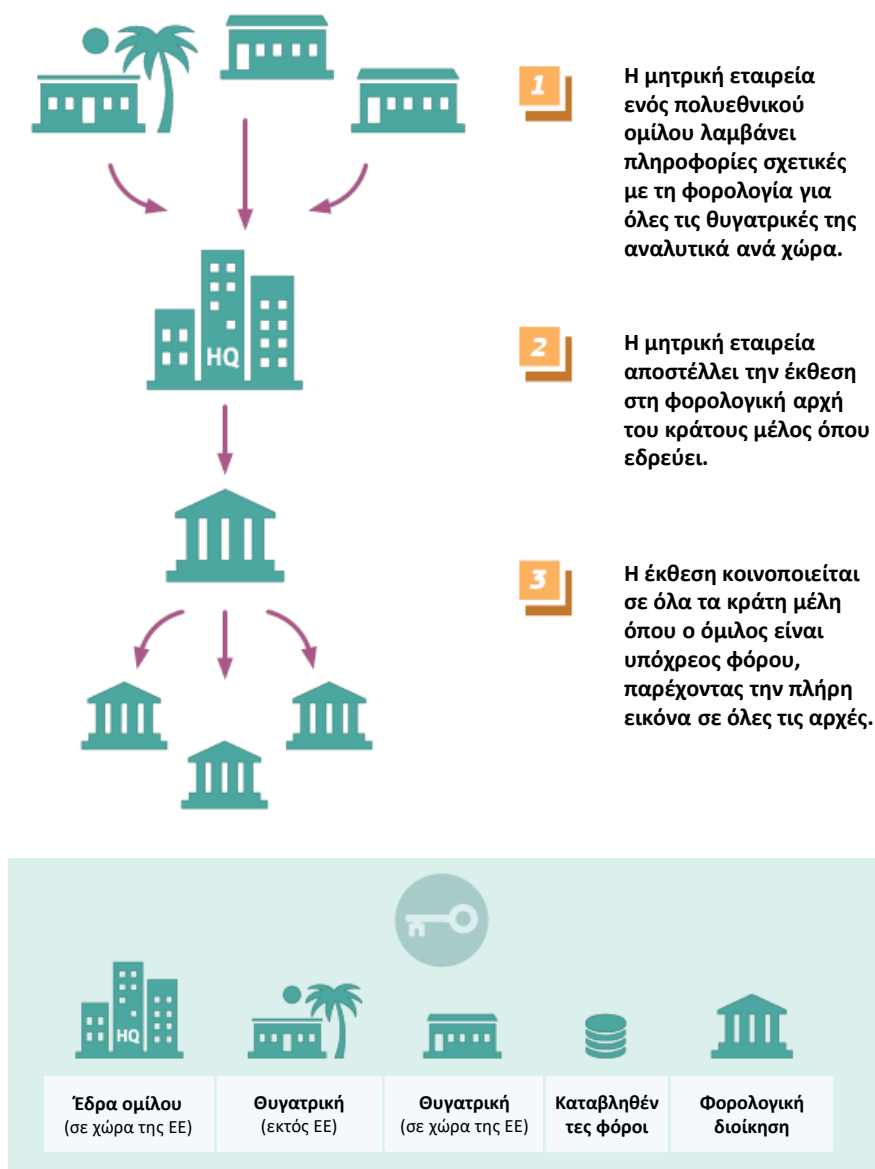 1
Η μητρική εταιρεία
ενός πολυεθνικού
ομίλου λαμβάνει
πληροφορίες σχετικές
με τη φορολογία για
όλες τις θυγατρικές της
αναλυτικά ανά χώρα.
HQ
2
Η μητρική εταιρεία
αποστέλλει την έκθεση
στη φορολογική αρχή
του κράτους μέλος όπου
εδρεύει.
3
Η έκθεση κοινοποιείται
σε όλα τα κράτη μέλη
όπου ο όμιλος είναι
υπόχρεος φόρου,
παρέχοντας την πλήρη
εικόνα σε όλες τις αρχές.
HQ
Έδρα ομίλου
(σε χώρα της ΕΕ)
Θυγατρική
(εκτός ΕΕ)
Θυγατρική
(σε χώρα της ΕΕ)
Καταβληθέν
τες φόροι
Φορολογική
διοίκηση